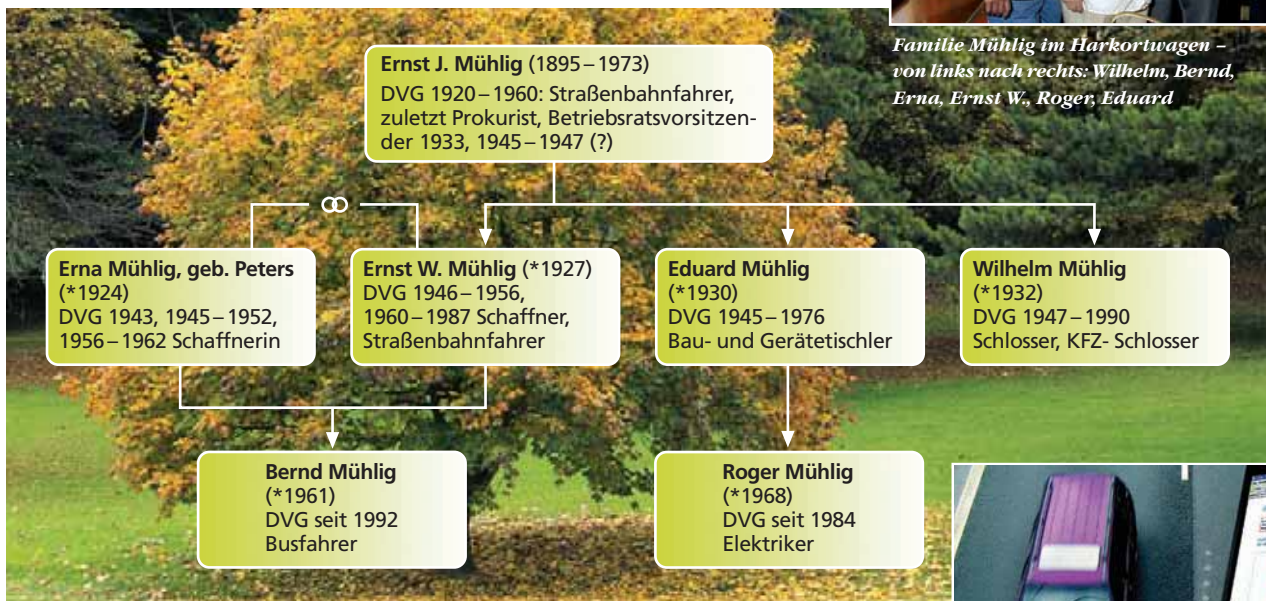 Familie Mühlig im Harkortwagen –
von links nach rechts: Wilhelm, Bernd,
Erna, Ernst W., Roger, Eduard
Ernst J. Mühlig (1895–1973)
DVG 1920–1960: Straßenbahnfahrer,
zuletzt Prokurist, Betriebsratsvorsitzen-
der 1933, 1945–1947 (?)
Erna Mühlig, geb. Peters
(*1924)
DVG 1943, 1945–1952,
1956–1962 Schaffnerin
Ernst W. Mühlig (*1927)
DVG 1946–1956,
1960–1987 Schaffner,
Straßenbahnfahrer
Eduard Mühlig
(*1930)
DVG 1945–1976
Bau- und Gerätetischler
Wilhelm Mühlig
(*1932)
DVG 1947–1990
Schlosser, KFZ- Schlosser
Bernd Mühlig
(*1961)
DVG seit 1992
Busfahrer
Roger Mühlig
(*1968)
DVG seit 1984
Elektriker